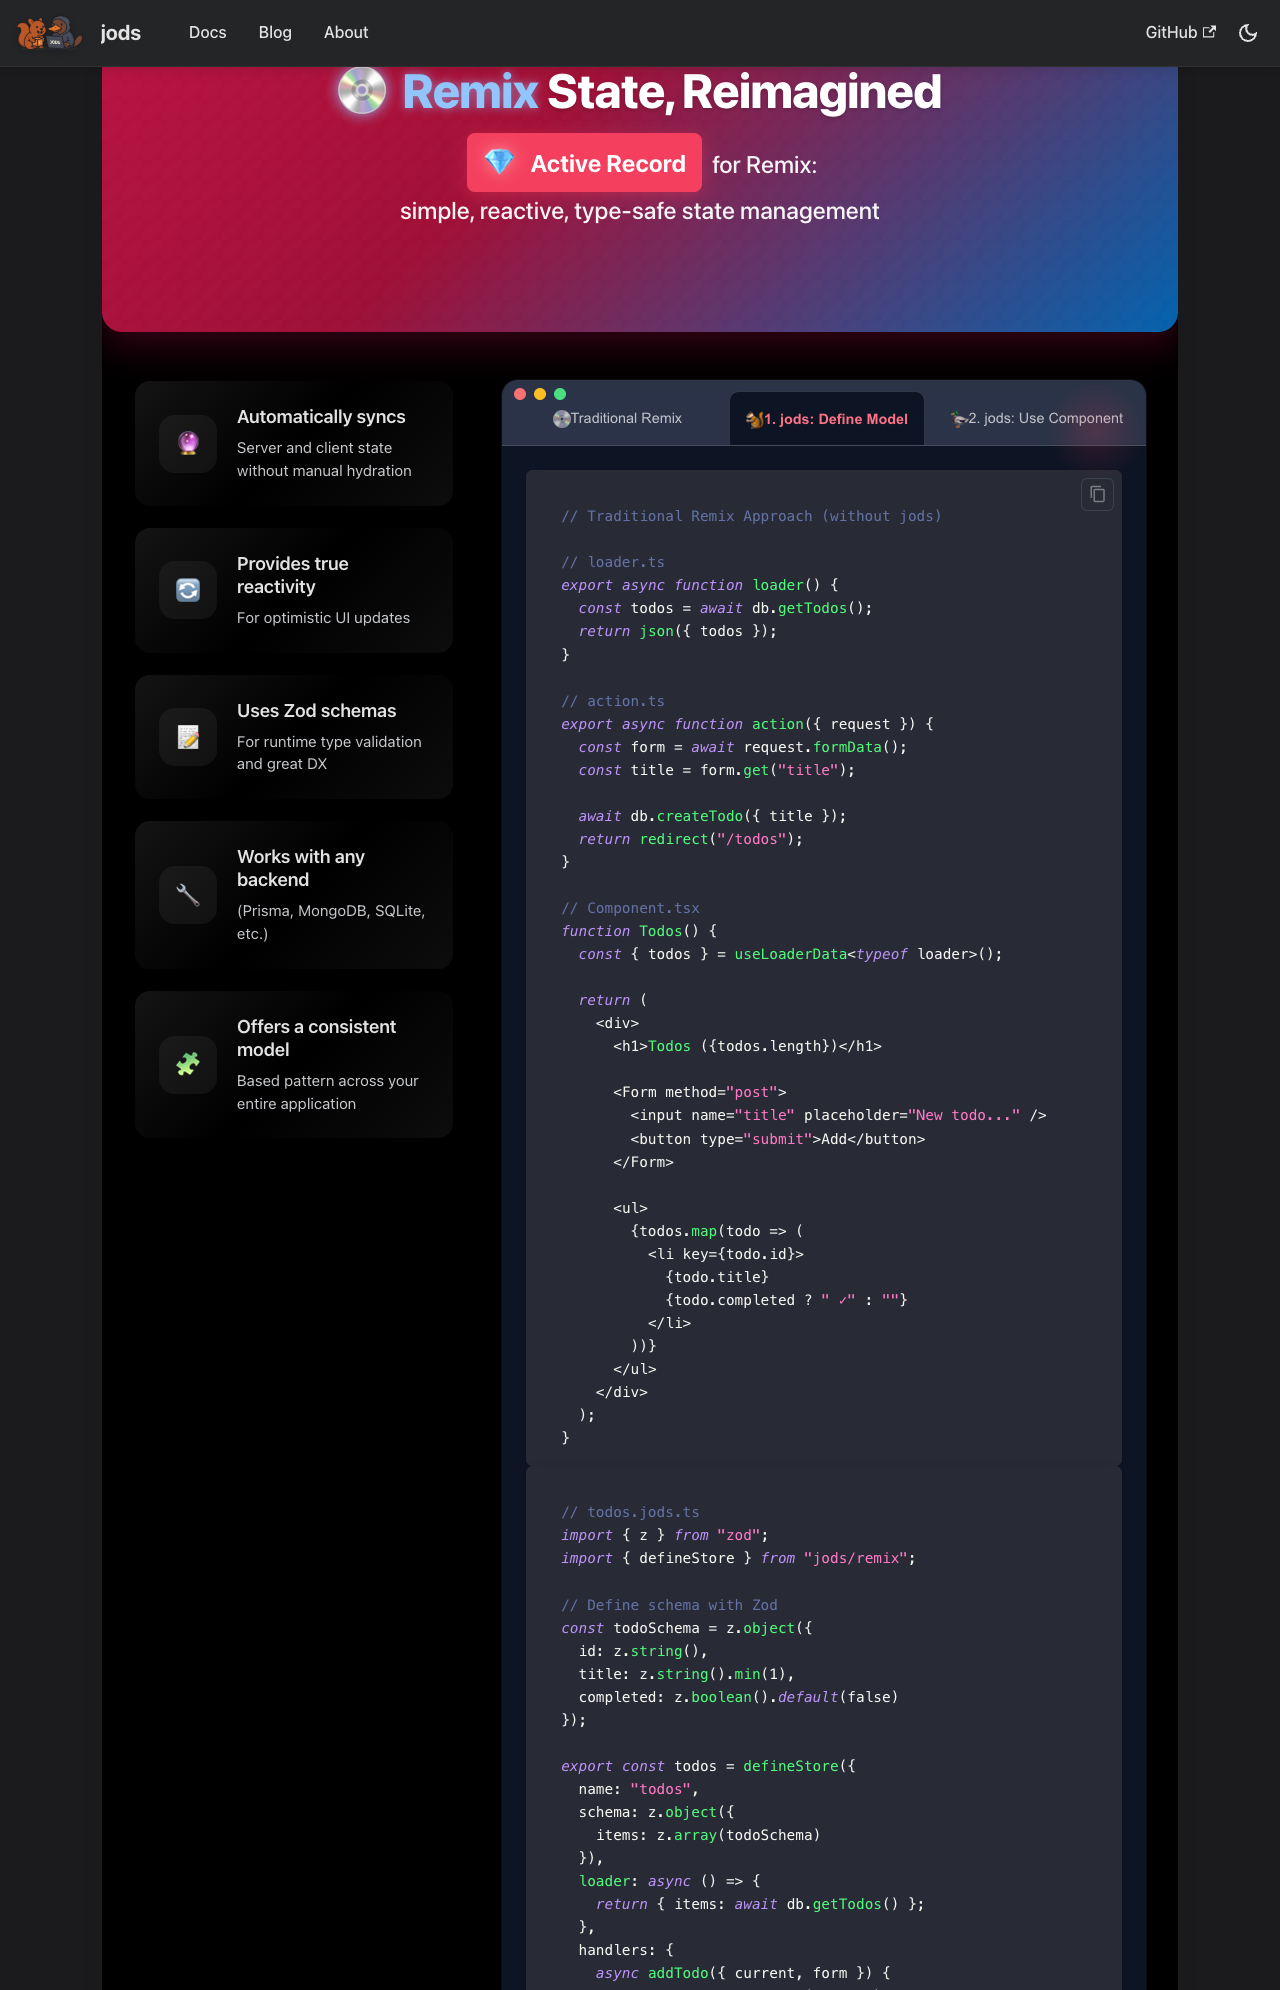 jods
Docs
Blog
About
GitHub
Remix State, Reimagined
Active Record for Remix:
simple, reactive, type-safe state management
Automatically syncs
Server and client state
without manual hydration
Provides true
reactivity
For optimistic UI updates
Uses Zod schemas
For runtime type validation
and great DX
Works with any
backend
(Prisma, MongoDB, SQLite,
etc.)
Offers a consistent
model
Based pattern across your
entire application
Traditional Remix
1. jods: Define Model
2. jods: Use Component
// Traditional Remix Approach (without jods)
// loader.ts
export async function loader() {
  const todos = await db.getTodos();
  return json({ todos });
}
// action.ts
export async function action({ request }) {
  const form = await request.formData();
  const title = form.get("title");
  await db.createTodo({ title });
  return redirect("/todos");
}
// Component.tsx
function Todos() {
  const { todos } = useLoaderData<typeof loader>();
  return (
    <div>
      <h1>Todos ({todos.length})</h1>
      <Form method="post">
        <input name="title" placeholder="New todo..." />
        <button type="submit">Add</button>
      </Form>
      <ul>
        {todos.map(todo => (
          <li key={todo.id}>
            {todo.title}
            {todo.completed ? " ✓" : ""}
          </li>
        ))}
      </ul>
    </div>
  );
}
// todos.jods.ts
import { z } from "zod";
import { defineStore } from "jods/remix";
// Define schema with Zod
const todoSchema = z.object({
  id: z.string(),
  title: z.string().min(1),
  completed: z.boolean().default(false)
});
export const todos = defineStore({
  name: "todos",
  schema: z.object({
    items: z.array(todoSchema)
  }),
  loader: async () => {
    return { items: await db.getTodos() };
  },
  handlers: {
    async addTodo({ current, form }) {